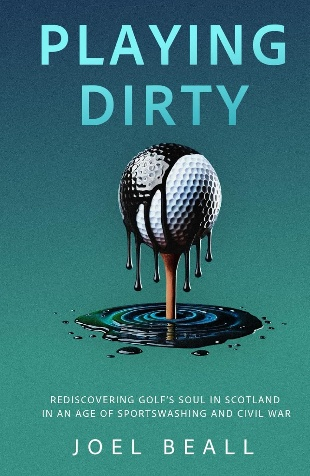 PLAYING
DIRTY
REDISCOVERING GOLF'S SOUL IN SCOTLAND
IN AN AGE OF SPORTSWASHING AND CIVIL WAR
JOEL BEALL